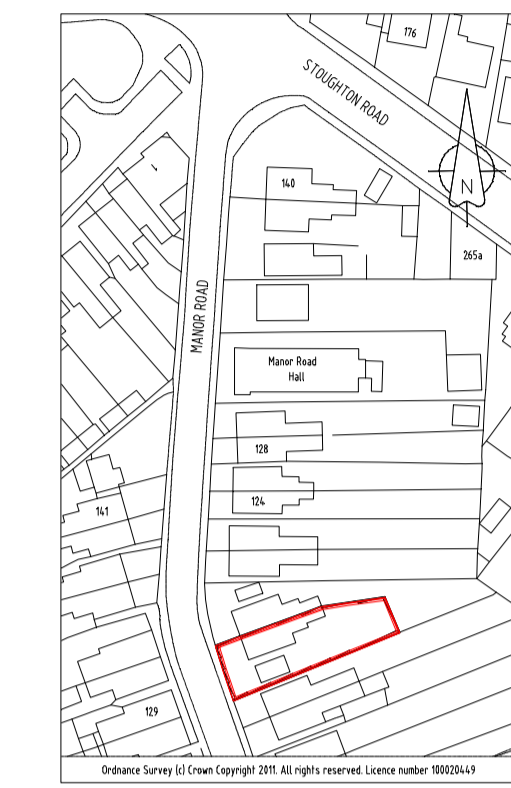 176
STOUGHTON ROAD
N
1
140
265a
MANOR ROAD
Manor Road
Hall
128
124
141
129
Ordnance Survey (c) Crown Copyright 2011. All rights reserved. Licence number 100020449